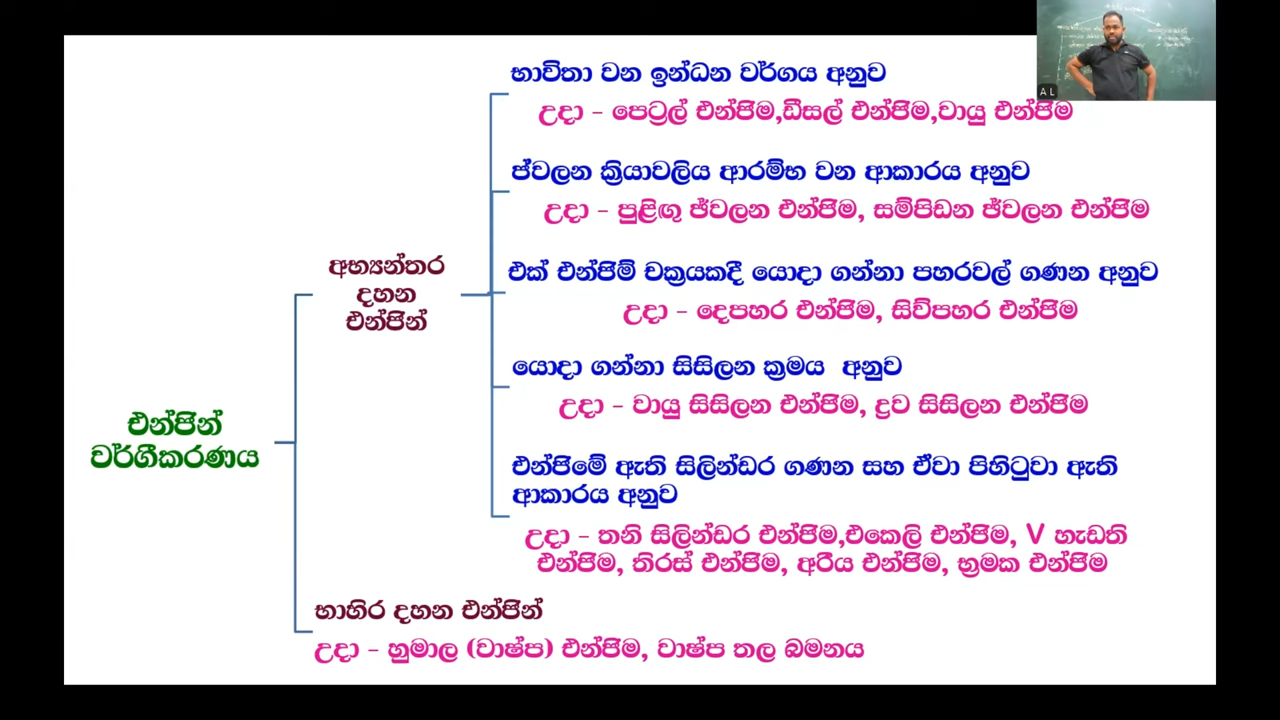 භාවිතා වන ඉන්ධන වර්ගය අනුව
උදා - පෙට්‍රල් එන්ජිම,ඩීසල් එන්ජිම,වායු එන්ජිම
ජ්වලන ක්‍රියාවලිය ආරම්භ වන ආකාරය අනුව
උදා - පුළිඟු ජ්වලන එන්ජිම, සම්පිඩන ජ්වලන එන්ජිම
එක් එන්ජිම් චක්‍රයකදී යොදා ගන්නා පහරවල් ගණන අනුව
උදා - දෙපහර එන්ජිම, සිව්පහර එන්ජිම
අභ්‍යන්තර
දහන
එන්ජින්
යොදා ගන්නා සිසිලන ක්‍රමය අනුව
උදා - වායු සිසිලන එන්ජිම, ද්‍රව සිසිලන එන්ජිම
එන්ජින්
වර්ගීකරණය
එන්ජිමේ ඇති සිලින්ඩර ගණන සහ ඒවා පිහිටුවා ඇති
ආකාරය අනුව
උදා - තනි සිලින්ඩර එන්ජිම,එකෙලි එන්ජිම, V හැඩති
එන්ජිම, තිරස් එන්ජිම, අරීය එන්ජිම, භ්‍රමක එන්ජිම
භාහිර දහන එන්ජින්
උදා - හුමාල (වාෂ්ප) එන්ජිම, වාෂ්ප තල බමනය
A L